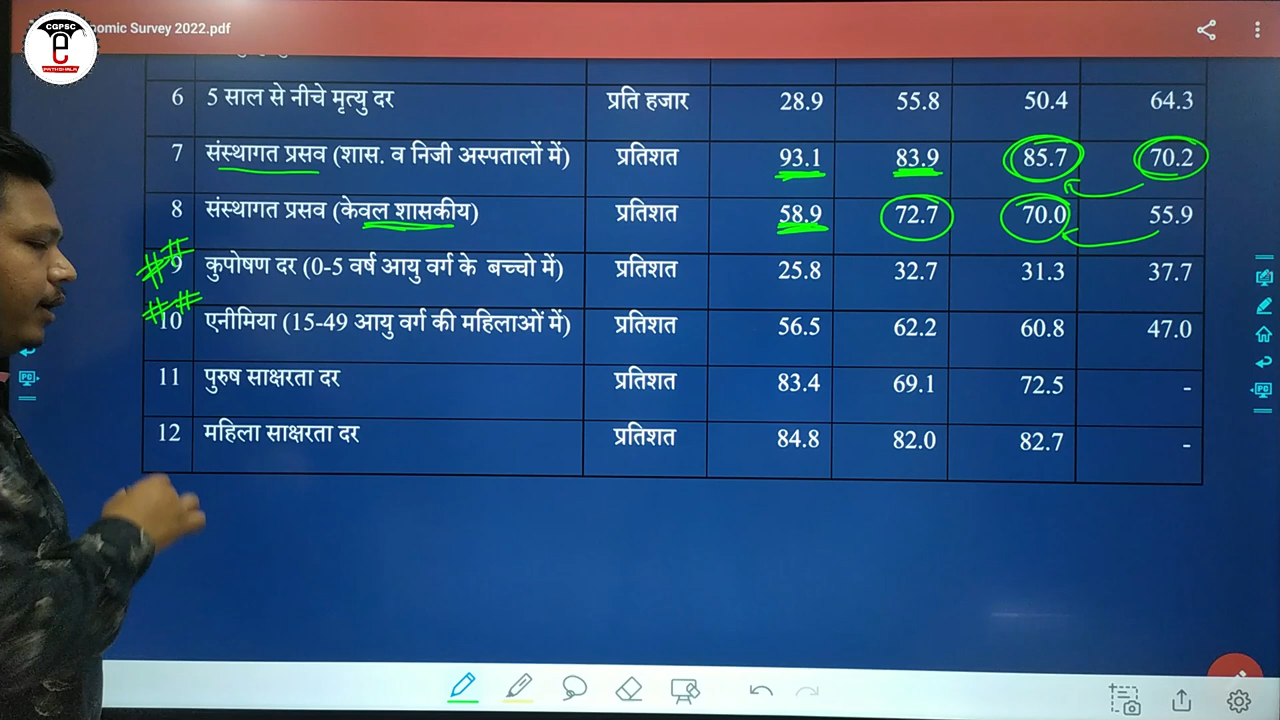 CGPSC
e
PATHSHALA
nomic Survey 2022.pdf
6 5 साल से नीचे मृत्यु दर प्रति हजार 28.9 55.8 50.4 64.3
7 संस्थागत प्रसव (शास. व निजी अस्पतालों में) प्रतिशत 93.1 83.9 85.7 70.2
8 संस्थागत प्रसव (केवल शासकीय) प्रतिशत 58.9 72.7 70.0 55.9
9 कुपोषण दर (0-5 वर्ष आयु वर्ग के बच्चो में) प्रतिशत 25.8 32.7 31.3 37.7
10 एनीमिया (15-49 आयु वर्ग की महिलाओं में) प्रतिशत 56.5 62.2 60.8 47.0
11 पुरुष साक्षरता दर प्रतिशत 83.4 69.1 72.5 -
12 महिला साक्षरता दर प्रतिशत 84.8 82.0 82.7 -
PC
PC